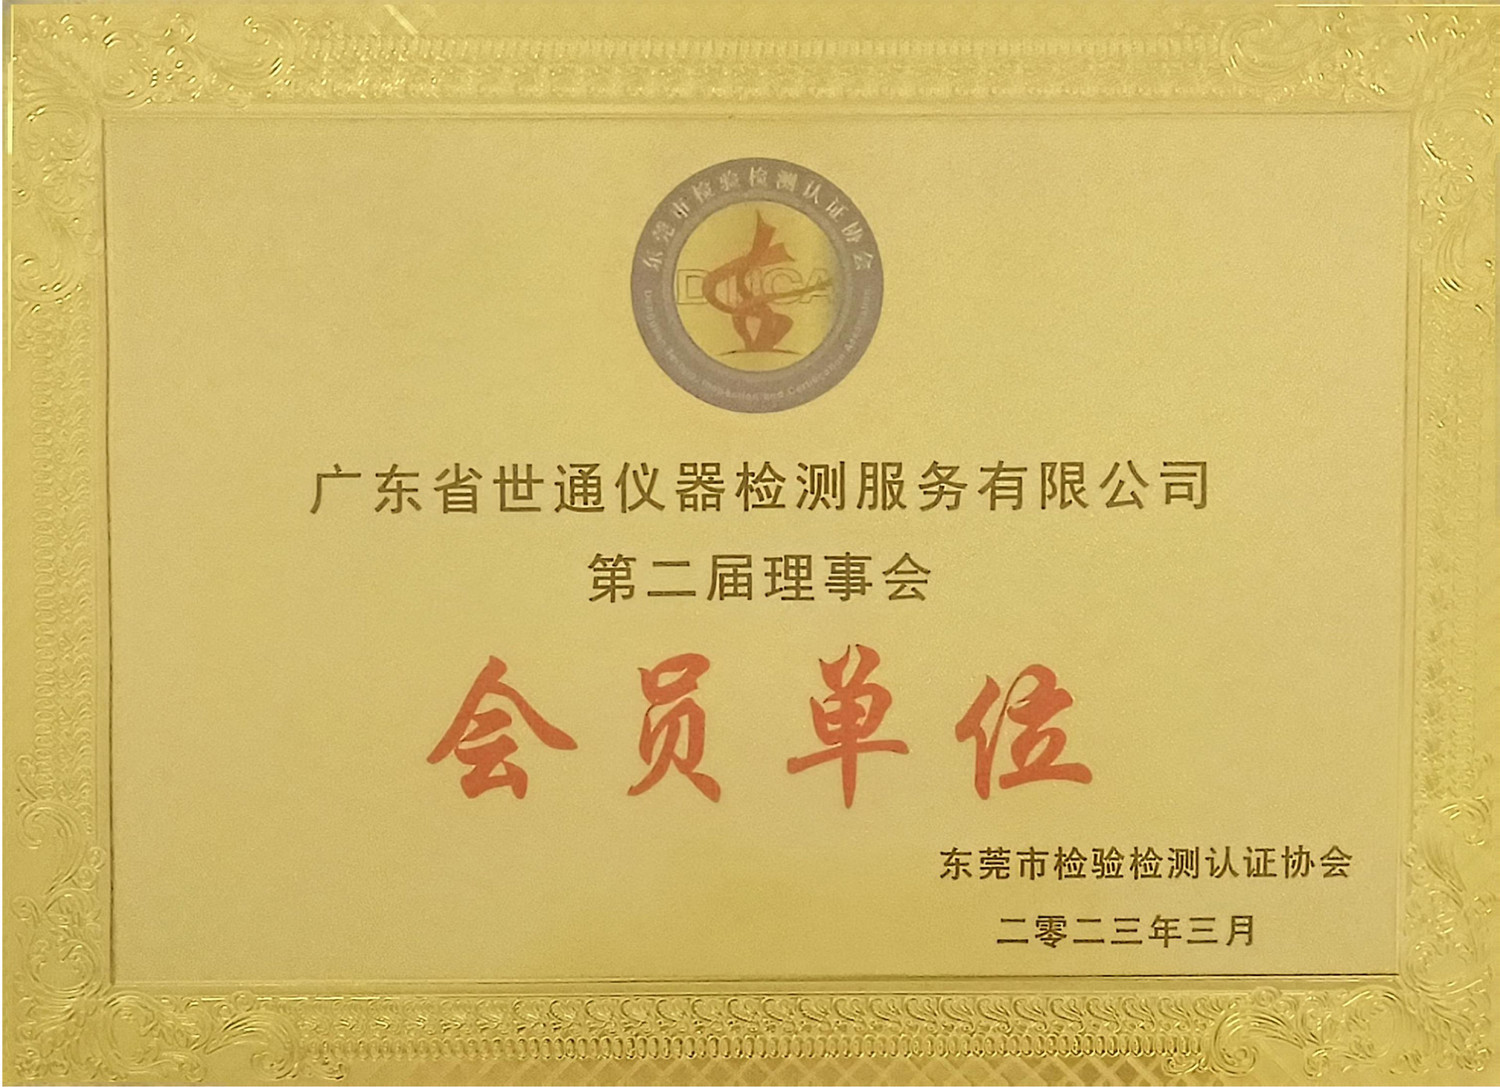 东莞市检验检测认证协会
广东省世通仪器检测服务有限公司
第二届理事会
会员单位
东莞市检验检测认证协会
二零二三年三月